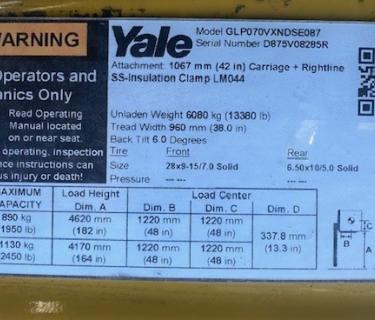 WARNING
Operators and
anics Only
Read Operating
Manual located
on or near seat.
operating, inspection
ce instructions can
us injury or death!
Yale
Model GLP070VXNDSE087
Serial Number D875V08285R
Attachment: 1067 mm (42 in) Carriage + Rightline
SS-Insulation Clamp LM044
Unladen Weight 6080 kg (13380 lb)
Tread Width 960 mm (38.0 in)
Back Tilt 6.0 Degrees
Tire Front Rear
Size 28x9-15/7.0 Solid 6.50x10/5.0 Solid
Pressure --- ---
MAXIMUM CAPACITY Load Height Load Center
Dim. A Dim. B Dim. C Dim. D
890 kg 4620 mm 1220 mm 1220 mm 337.8 mm
1950 lb) (182 in) (48 in) (48 in) (13.3 in)
1130 kg 4170 mm 1220 mm 1220 mm
2450 lb) (164 in) (48 in) (48 in)
C
B
A